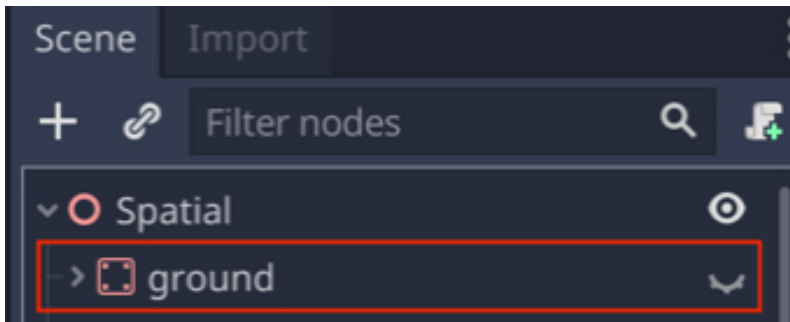 Scene Import
Filter nodes
Spatial
ground